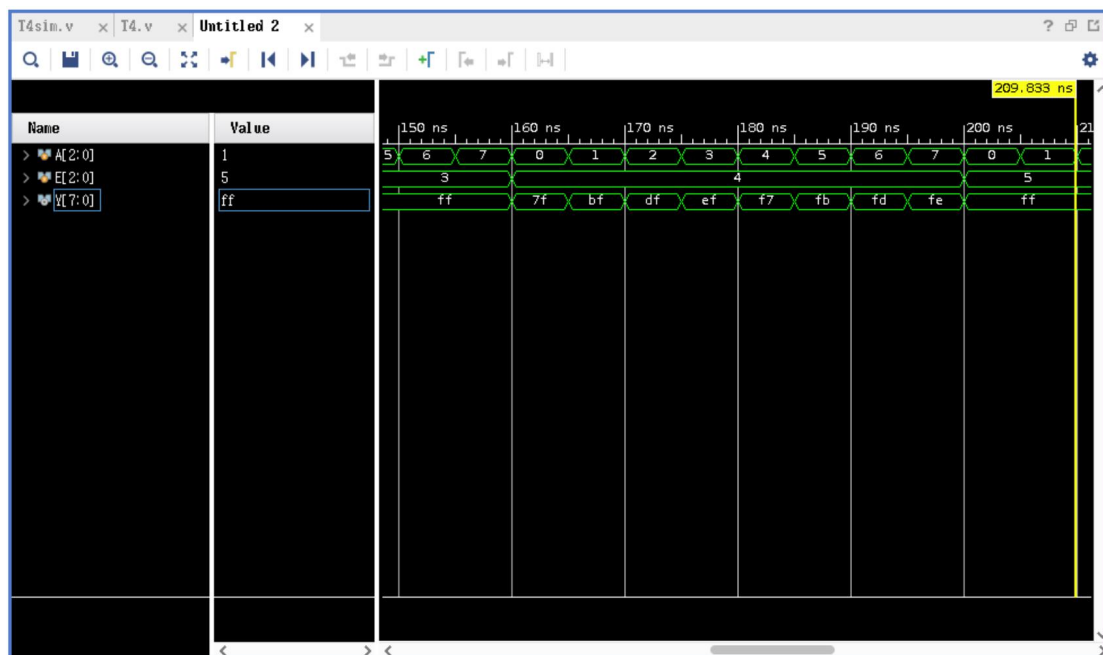 T4sim.v × T4.v × Untitled 2 × ?
209.833 ns
Name Value 150 ns 160 ns 170 ns 180 ns 190 ns 200 ns 21
A[2:0] 1 5 6 7 0 1 2 3 4 5 6 7 0 1
E[2:0] 5 3 4 5
Y[7:0] ff ff 7f bf df ef f7 fb fd fe ff